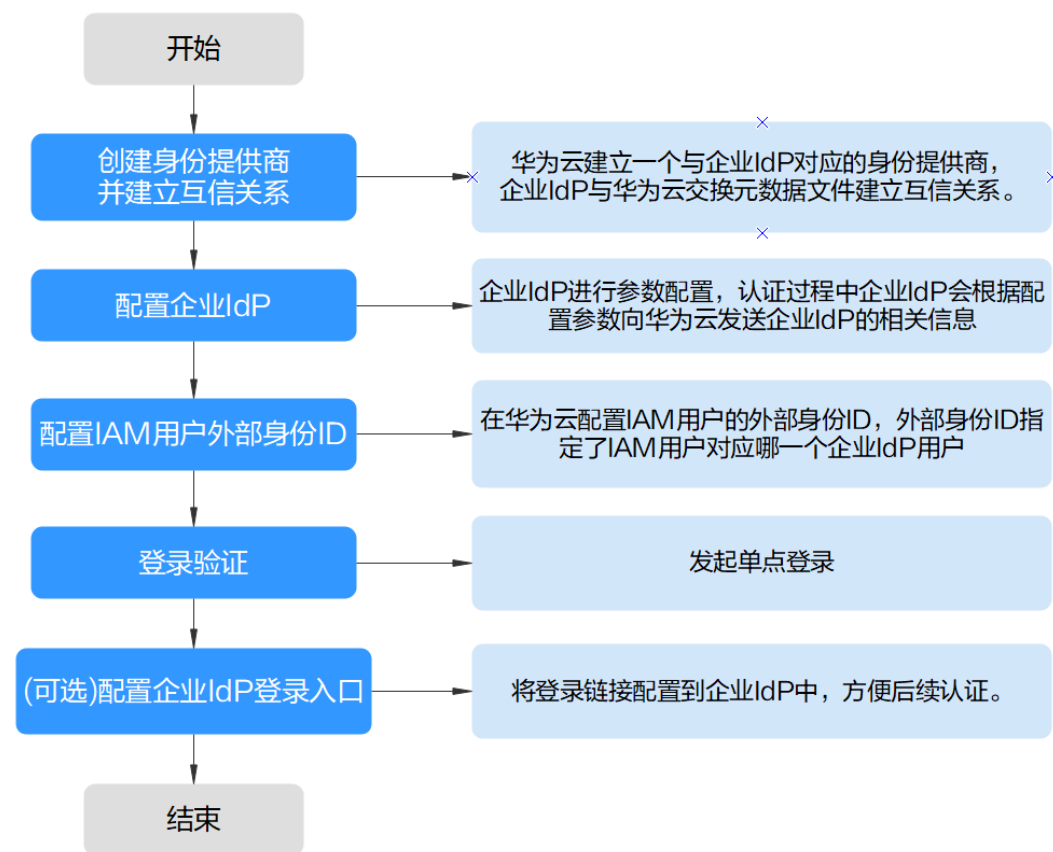 开始
创建身份提供商
并建立互信关系
华为云建立一个与企业IdP对应的身份提供商，
企业IdP与华为云交换元数据文件建立互信关系。
配置企业IdP
企业IdP进行参数配置，认证过程中企业IdP会根据配
置参数向华为云发送企业IdP的相关信息
配置IAM用户外部身份ID
在华为云配置IAM用户的外部身份ID，外部身份ID指
定了IAM用户对应哪一个企业IdP用户
登录验证
发起单点登录
(可选)配置企业IdP登录入口
将登录链接配置到企业IdP中，方便后续认证。
结束